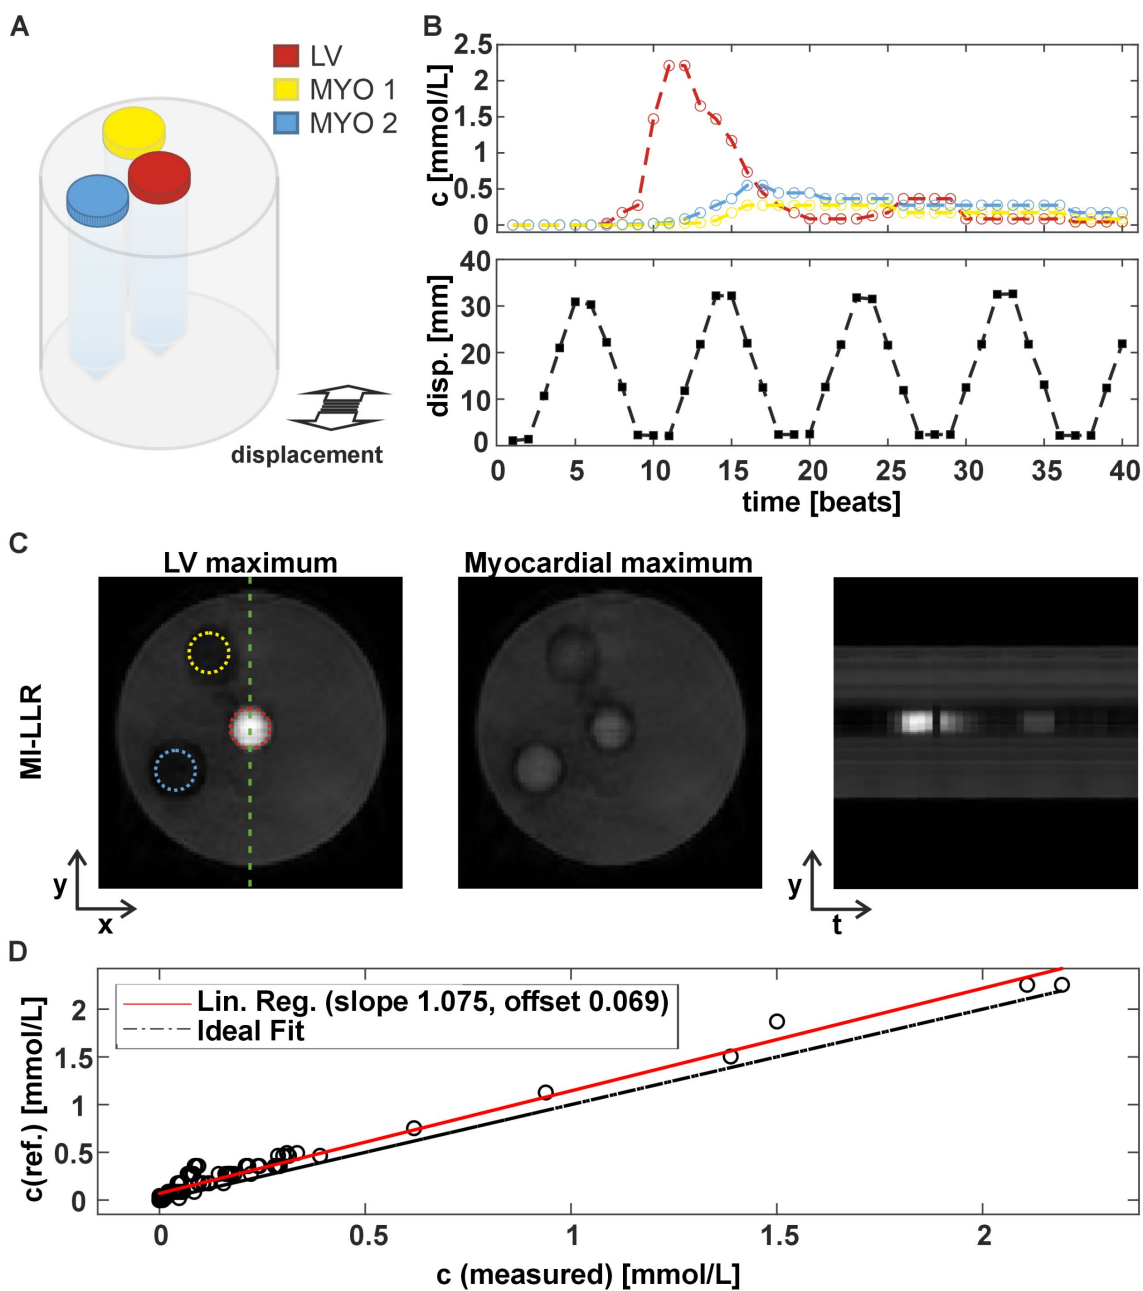 A
LV
MYO 1
MYO 2
displacement
B
c [mmol/L]
2.5
2
1.5
1
0.5
0
disp. [mm]
40
30
20
10
0
0 5 10 15 20 25 30 35 40
time [beats]
C
LV maximum
Myocardial maximum
MI-LLR
y
x
y
t
D
Lin. Reg. (slope 1.075, offset 0.069)
Ideal Fit
c(ref.) [mmol/L]
2
1.5
1
0.5
0
0 0.5 1 1.5 2
c (measured) [mmol/L]